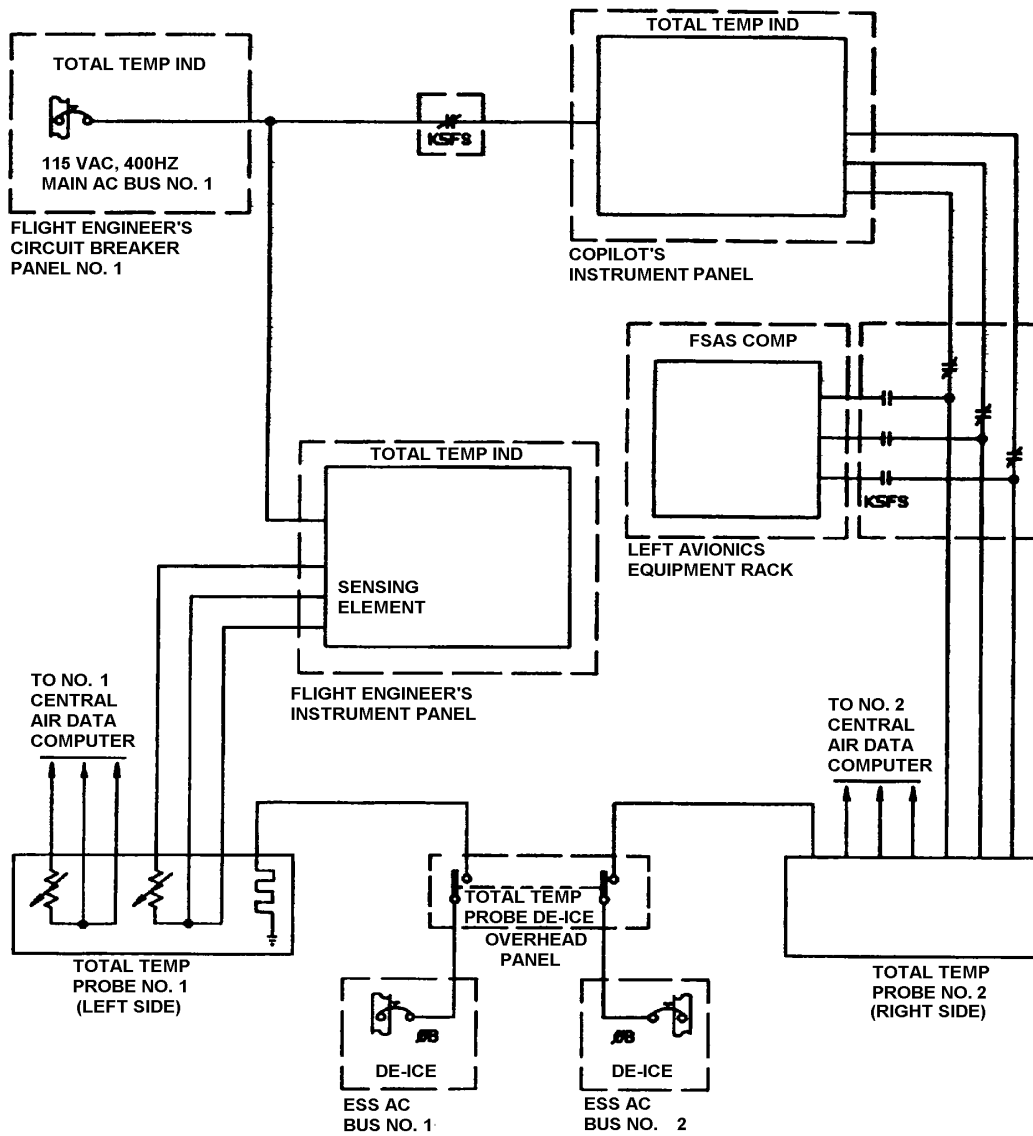 TOTAL TEMP IND
115 VAC, 400HZ
MAIN AC BUS NO. 1
FLIGHT ENGINEER'S
CIRCUIT BREAKER
PANEL NO. 1
KSFS
TOTAL TEMP IND
COPILOT'S
INSTRUMENT PANEL
FSAS COMP
KSFS
LEFT AVIONICS
EQUIPMENT RACK
TOTAL TEMP IND
SENSING
ELEMENT
FLIGHT ENGINEER'S
INSTRUMENT PANEL
TO NO. 1
CENTRAL
AIR DATA
COMPUTER
TO NO. 2
CENTRAL
AIR DATA
COMPUTER
TOTAL TEMP
PROBE DE-ICE
OVERHEAD
PANEL
TOTAL TEMP
PROBE NO. 1
(LEFT SIDE)
TOTAL TEMP
PROBE NO. 2
(RIGHT SIDE)
ØB
DE-ICE
ESS AC
BUS NO. 1
ØB
DE-ICE
ESS AC
BUS NO. 2